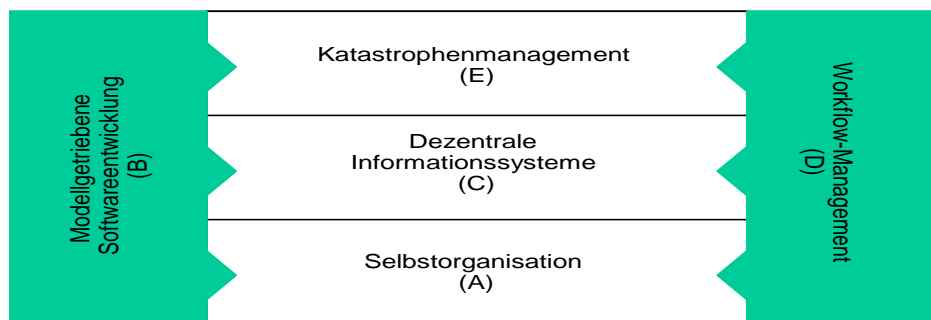 Modellgetriebene
Softwareentwicklung
(B)
Katastrophenmanagement
(E)
Dezentrale
Informationssysteme
(C)
Selbstorganisation
(A)
Workflow-Management
(D)